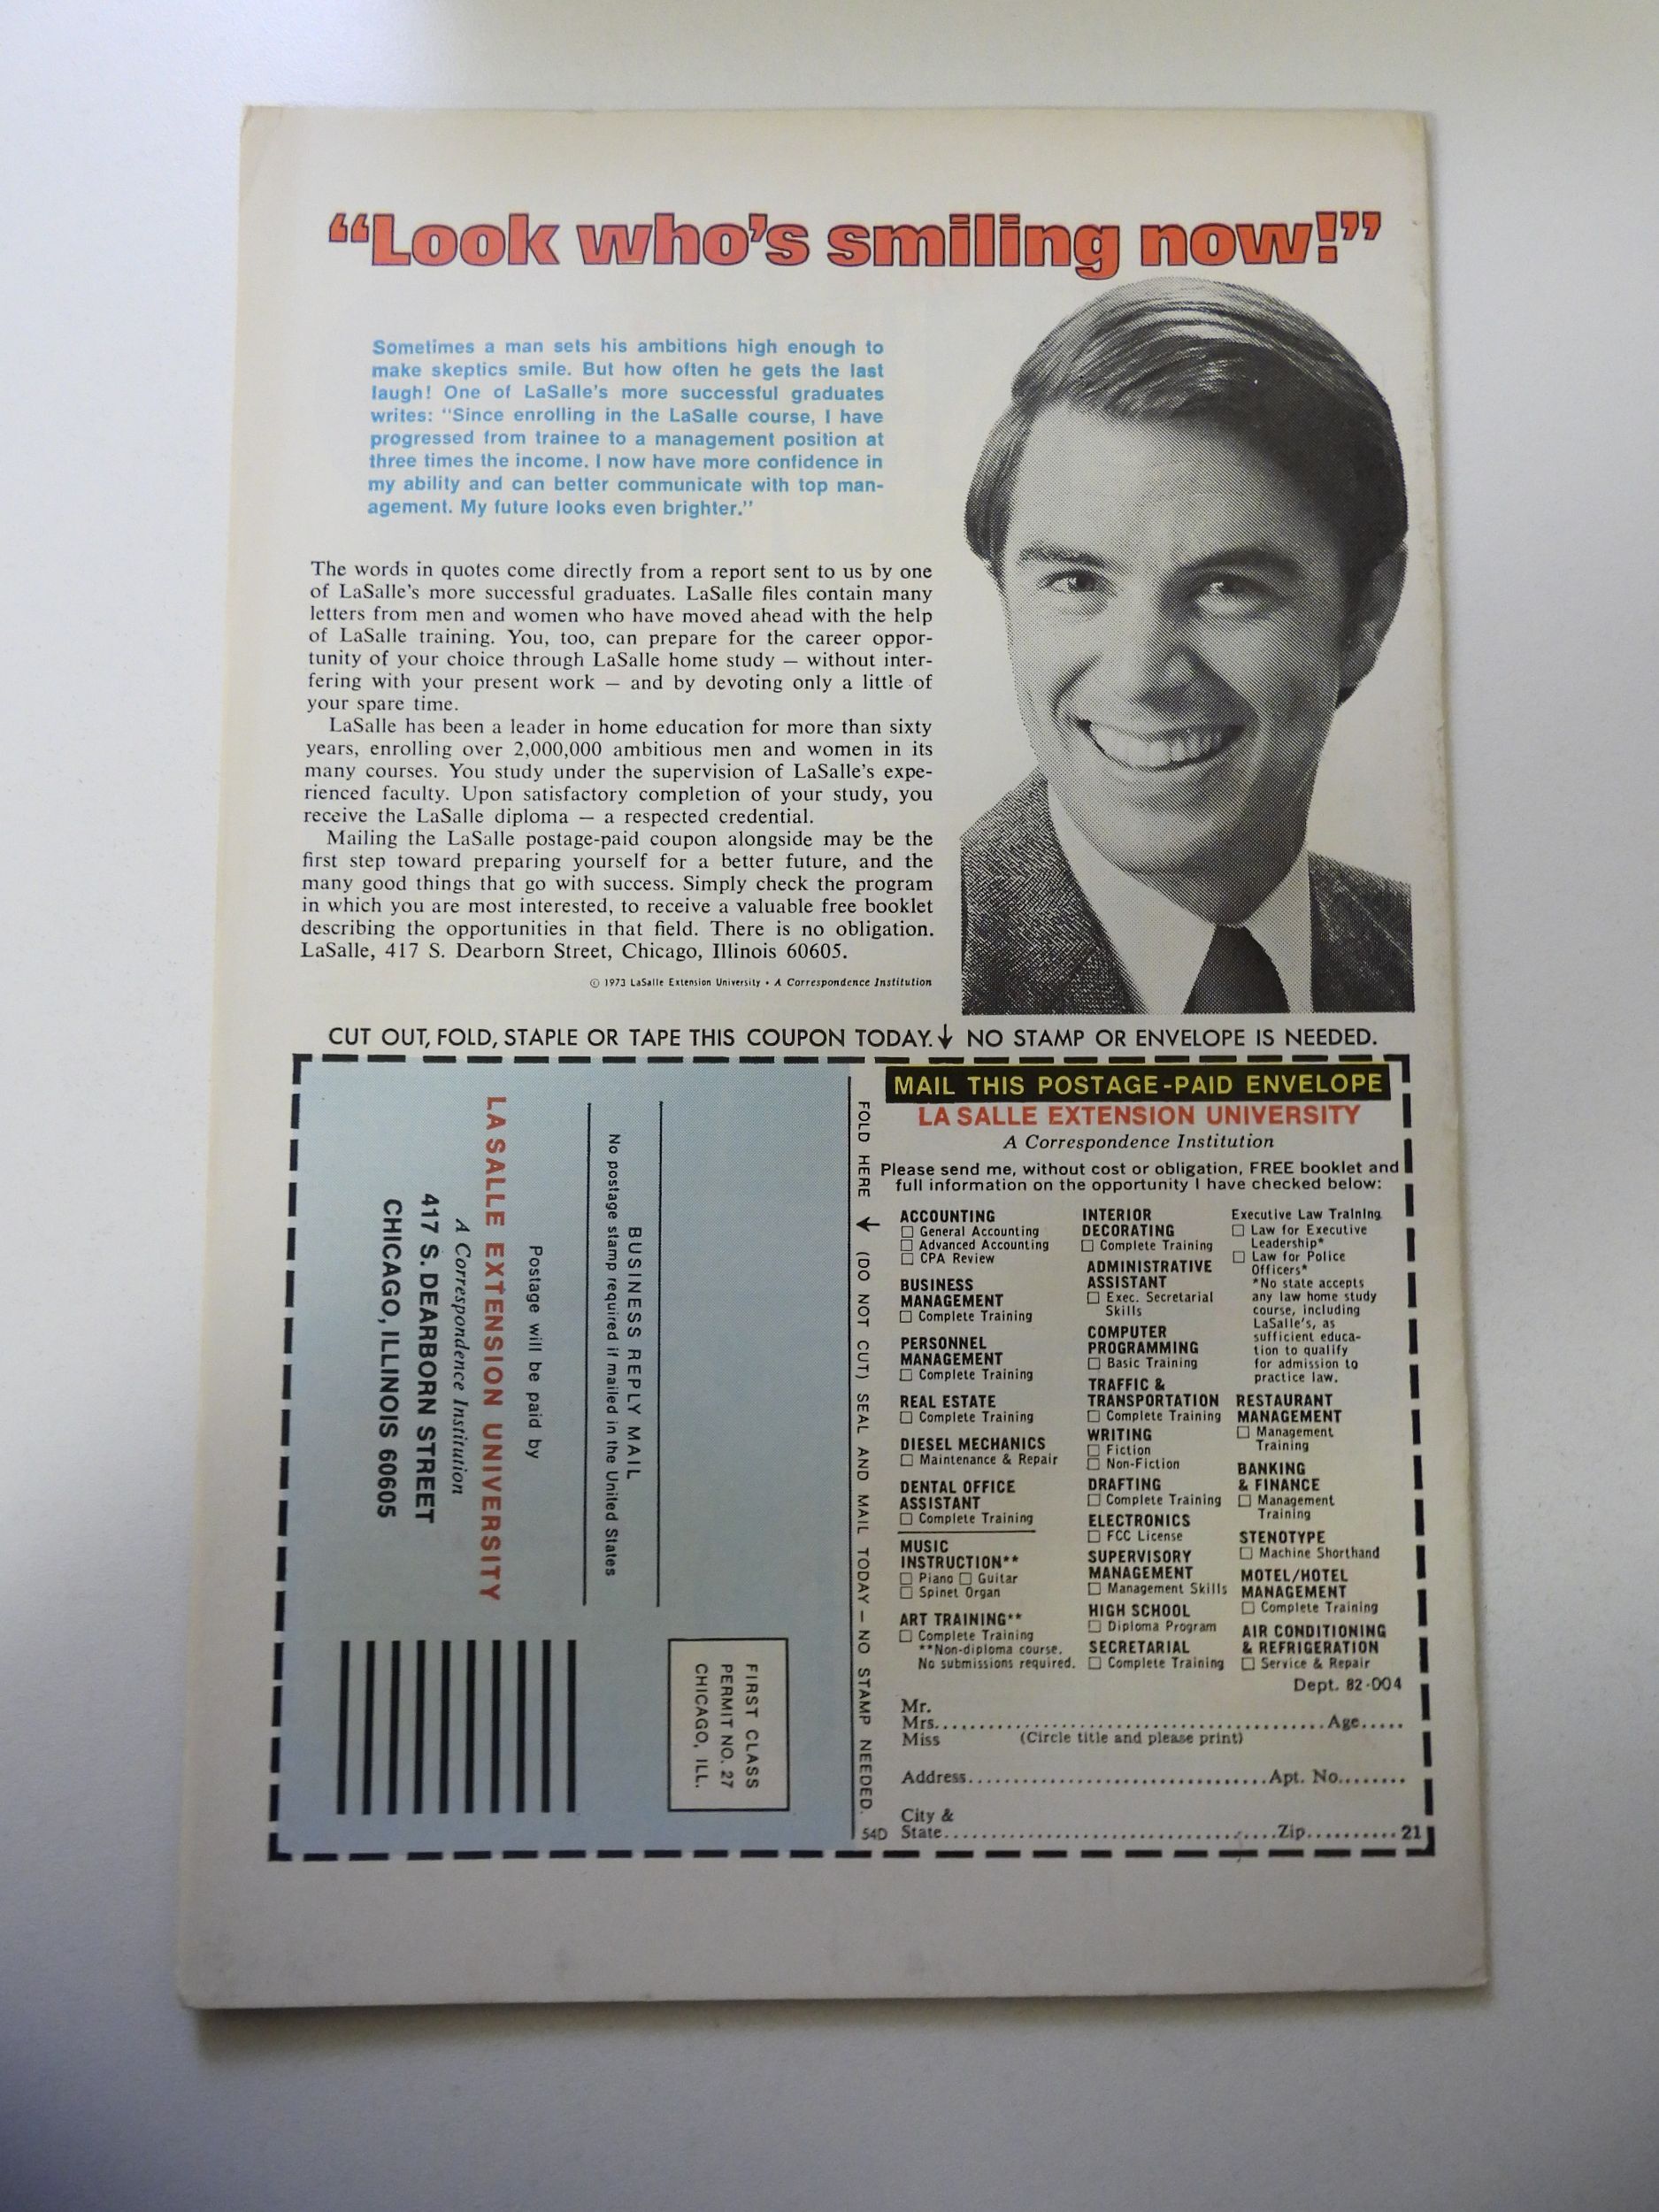 “Look who’s smiling now!”
Sometimes a man sets his ambitions high enough to
make skeptics smile. But how often he gets the last
laugh! One of LaSalle’s more successful graduates
writes: “Since enrolling in the LaSalle course, I have
progressed from trainee to a management position at
three times the income. I now have more confidence in
my ability and can better communicate with top man-
agement. My future looks even brighter.”
The words in quotes come directly from a report sent to us by one
of LaSalle’s more successful graduates. LaSalle files contain many
letters from men and women who have moved ahead with the help
of LaSalle training. You, too, can prepare for the career oppor-
tunity of your choice through LaSalle home study — without inter-
fering with your present work — and by devoting only a little of
your spare time.
LaSalle has been a leader in home education for more than sixty
years, enrolling over 2,000,000 ambitious men and women in its
many courses. You study under the supervision of LaSalle’s expe-
rienced faculty. Upon satisfactory completion of your study, you
receive the LaSalle diploma — a respected credential.
Mailing the LaSalle postage-paid coupon alongside may be the
first step toward preparing yourself for a better future, and the
many good things that go with success. Simply check the program
in which you are most interested, to receive a valuable free booklet
describing the opportunities in that field. There is no obligation.
LaSalle, 417 S. Dearborn Street, Chicago, Illinois 60605.
© 1973 LaSalle Extension University • A Correspondence Institution
CUT OUT, FOLD, STAPLE OR TAPE THIS COUPON TODAY.↓ NO STAMP OR ENVELOPE IS NEEDED.
FIRST CLASS
PERMIT NO. 27
CHICAGO, ILL.
BUSINESS REPLY MAIL
No postage stamp required if mailed in the United States
Postage will be paid by
LA SALLE EXTENSION UNIVERSITY
A Correspondence Institution
417 S. DEARBORN STREET
CHICAGO, ILLINOIS 60605
FOLD HERE ↓ (DO NOT CUT) SEAL AND MAIL TODAY — NO STAMP NEEDED.
MAIL THIS POSTAGE-PAID ENVELOPE
LA SALLE EXTENSION UNIVERSITY
A Correspondence Institution
Please send me, without cost or obligation, FREE booklet and
full information on the opportunity I have checked below:
ACCOUNTING
□ General Accounting
□ Advanced Accounting
□ CPA Review
BUSINESS
MANAGEMENT
□ Complete Training
PERSONNEL
MANAGEMENT
□ Complete Training
REAL ESTATE
□ Complete Training
DIESEL MECHANICS
□ Maintenance & Repair
DENTAL OFFICE
ASSISTANT
□ Complete Training
MUSIC
INSTRUCTION**
□ Piano □ Guitar
□ Spinet Organ
ART TRAINING**
□ Complete Training
**Non-diploma course.
No submissions required.
INTERIOR
DECORATING
□ Complete Training
ADMINISTRATIVE
ASSISTANT
□ Exec. Secretarial
Skills
COMPUTER
PROGRAMMING
□ Basic Training
TRAFFIC &
TRANSPORTATION
□ Complete Training
WRITING
□ Fiction
□ Non-Fiction
DRAFTING
□ Complete Training
ELECTRONICS
□ FCC License
SUPERVISORY
MANAGEMENT
□ Management Skills
HIGH SCHOOL
□ Diploma Program
SECRETARIAL
□ Complete Training
Executive Law Training
□ Law for Executive
Leadership*
□ Law for Police
Officers*
*No state accepts
any law home study
course, including
LaSalle’s, as
sufficient educa-
tion to qualify
for admission to
practice law.
RESTAURANT
MANAGEMENT
□ Management
Training
BANKING
& FINANCE
□ Management
Training
STENOTYPE
□ Machine Shorthand
MOTEL/HOTEL
MANAGEMENT
□ Complete Training
AIR CONDITIONING
& REFRIGERATION
□ Service & Repair
Dept. 82-004
Mr.
Mrs. Age
Miss (Circle title and please print)
Address Apt. No.
City &
54D State Zip 21